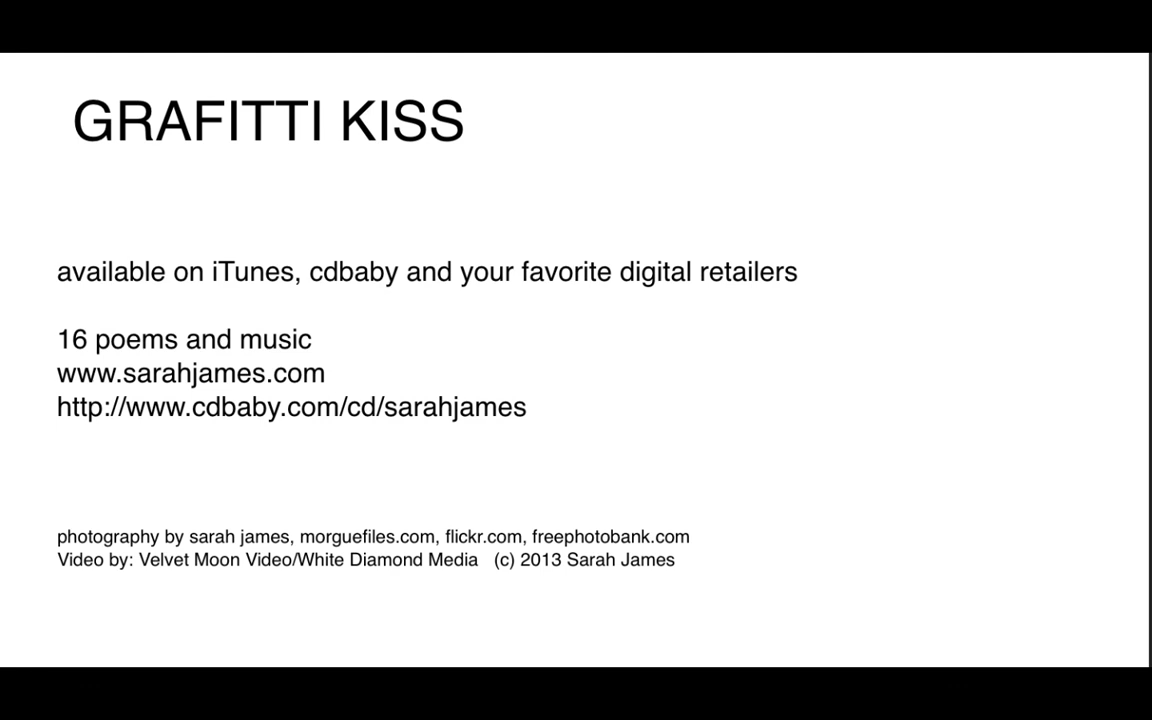 GRAFITTI KISS
available on iTunes, cdbaby and your favorite digital retailers
16 poems and music
www.sarahjames.com
http://www.cdbaby.com/cd/sarahjames
photography by sarah james, morguefiles.com, flickr.com, freephotobank.com
Video by: Velvet Moon Video/White Diamond Media (c) 2013 Sarah James